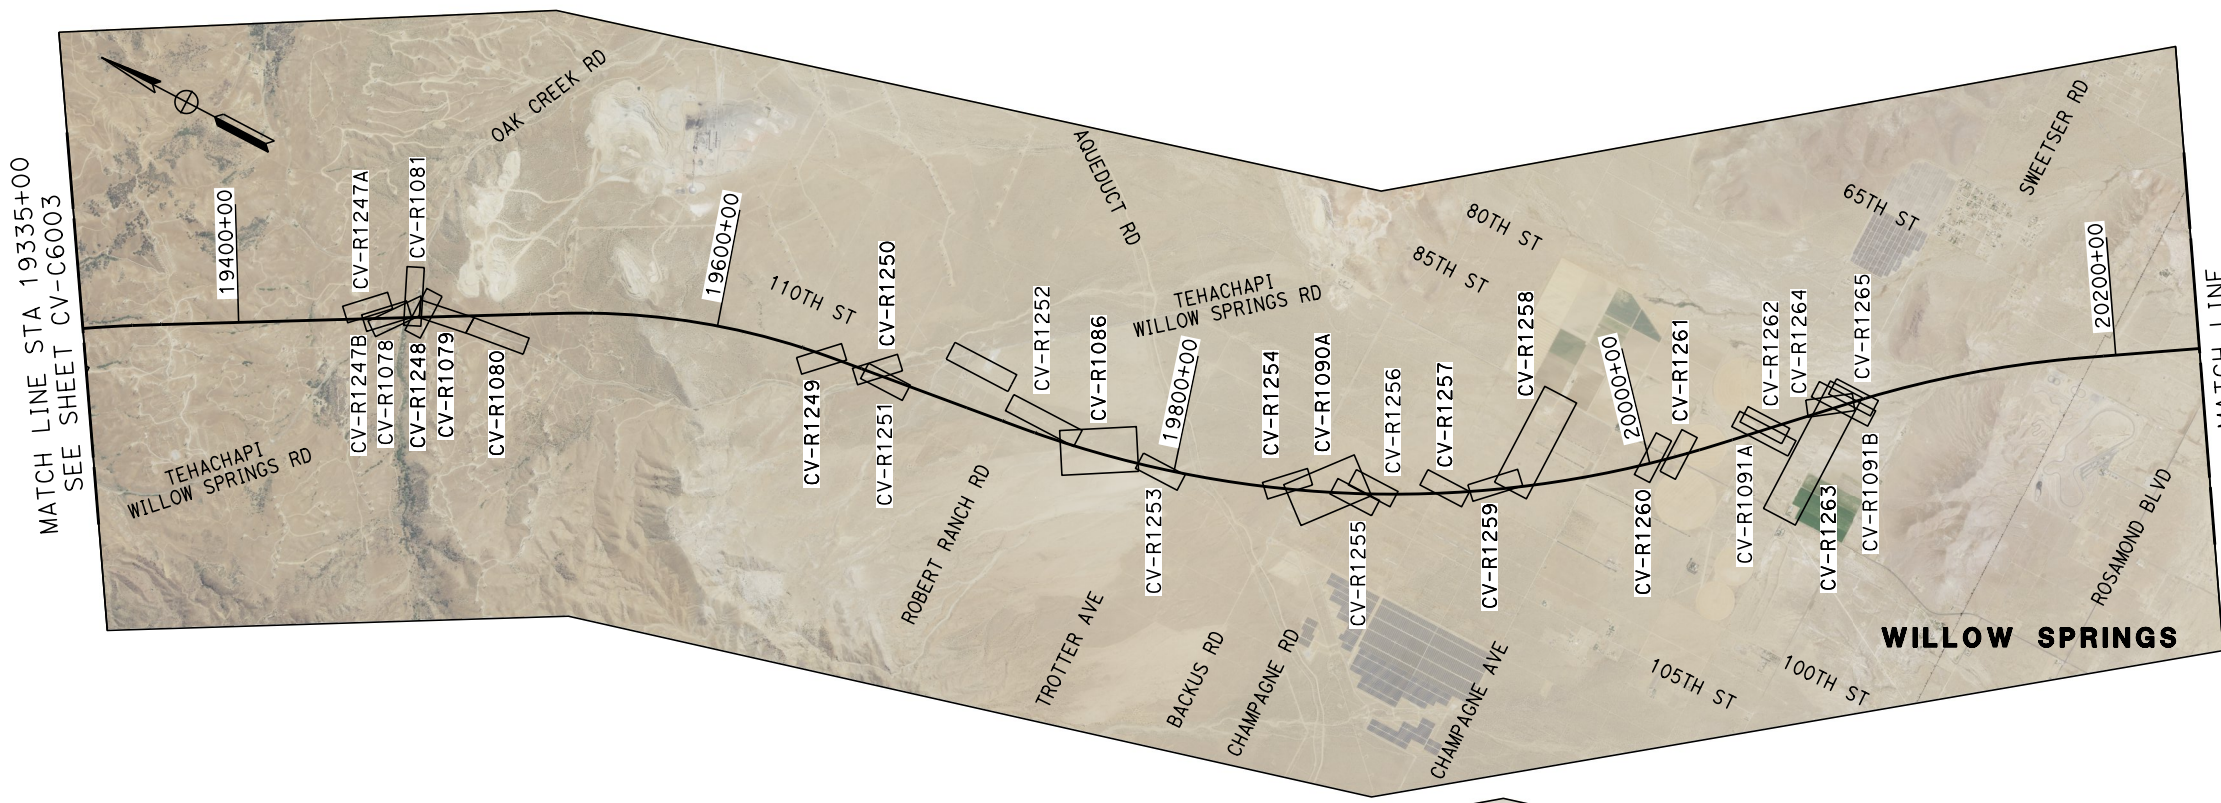 MATCH LINE STA 19335+00
SEE SHEET CV-C6003
19400+00
CV-R1247A
CV-R1081
OAK CREEK RD
19600+00
110TH ST
CV-R1250
CV-R1252
CV-R1086
AQUEDUCT RD
TEHACHAPI
WILLOW SPRINGS RD
19800+00
CV-R1254
CV-R1090A
CV-R1256
CV-R1257
80TH ST
85TH ST
CV-R1258
20000+00
CV-R1261
CV-R1262
CV-R1264
CV-R1265
65TH ST
SWEETSER RD
20200+00
MATCH LINE
TEHACHAPI
WILLOW SPRINGS RD
CV-R1247B
CV-R1078
CV-R1248
CV-R1079
CV-R1080
CV-R1249
CV-R1251
ROBERT RANCH RD
TROTTER AVE
CV-R1253
BACKUS RD
CHAMPAGNE RD
CV-R1255
CHAMPAGNE AVE
CV-R1259
CV-R1260
CV-R1091A
CV-R1263
CV-R1091B
105TH ST
100TH ST
ROSAMOND BLVD
WILLOW SPRINGS